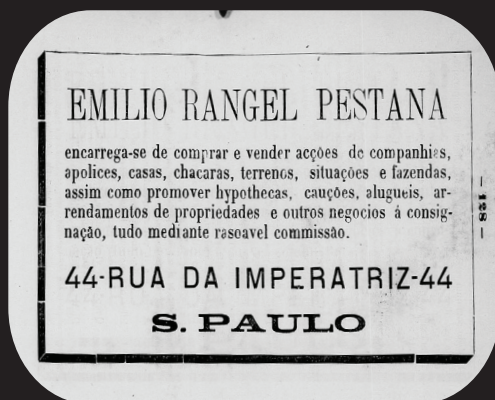 EMILIO RANGEL PESTANA
encarrega-se de comprar e vender acções de companhias,
apolices, casas, chacaras, terrenos, situações e fazendas,
assim como promover hypothecas, cauções, alugueis, ar-
rendamentos de propriedades e outros negocios á consig-
nação, tudo mediante rasoavel commissão.
44-RUA DA IMPERATRIZ-44
S. PAULO
— 128 —